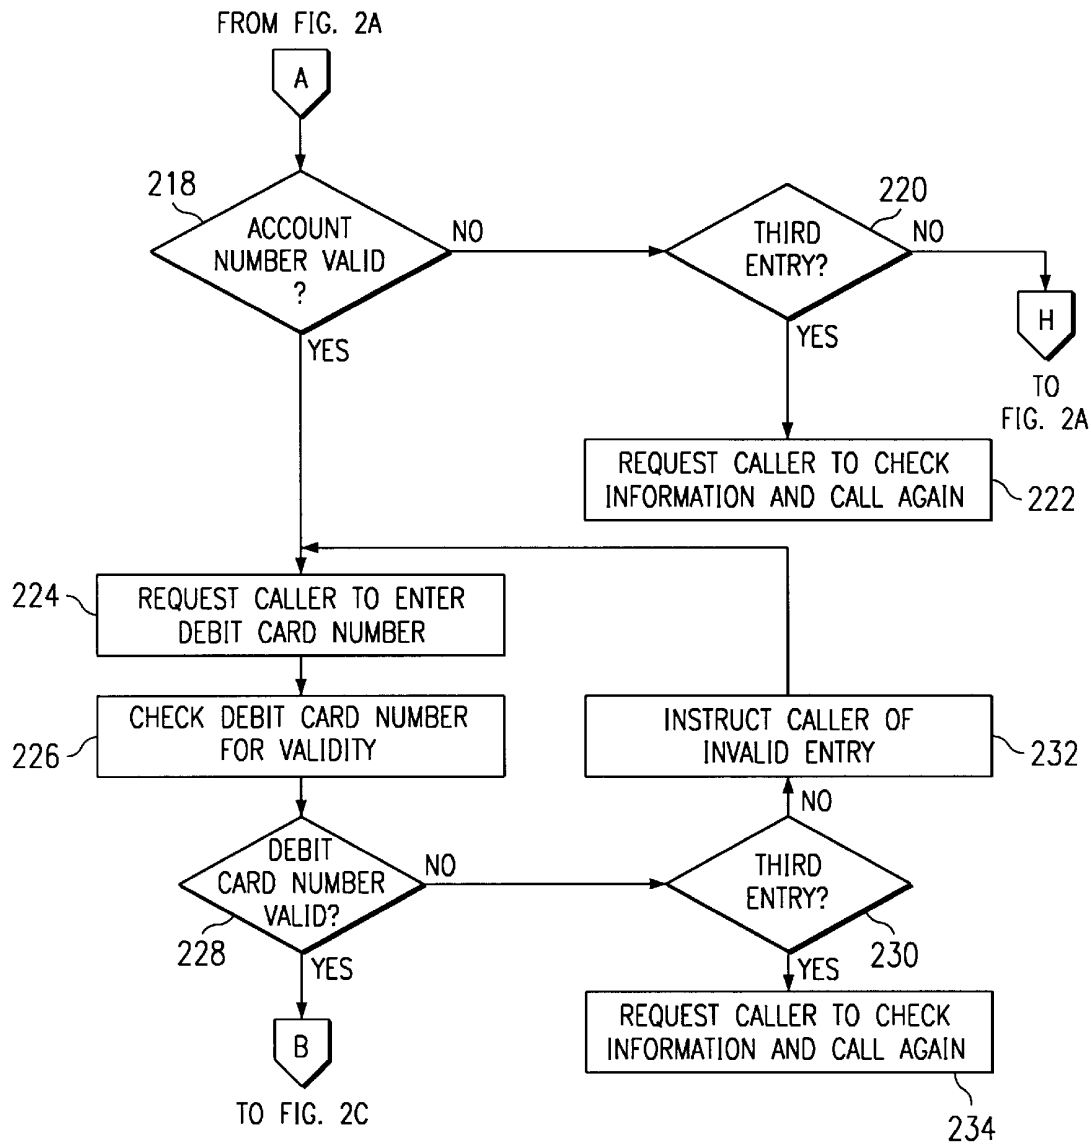 FROM FIG. 2A
A
218
ACCOUNT
NUMBER VALID
?
NO
YES
220
THIRD
ENTRY?
NO
YES
H
TO
FIG. 2A
REQUEST CALLER TO CHECK
INFORMATION AND CALL AGAIN
222
224
REQUEST CALLER TO ENTER
DEBIT CARD NUMBER
226
CHECK DEBIT CARD NUMBER
FOR VALIDITY
INSTRUCT CALLER OF
INVALID ENTRY
232
NO
DEBIT
CARD NUMBER
VALID?
228
NO
YES
THIRD
ENTRY?
230
YES
REQUEST CALLER TO CHECK
INFORMATION AND CALL AGAIN
234
B
TO FIG. 2C